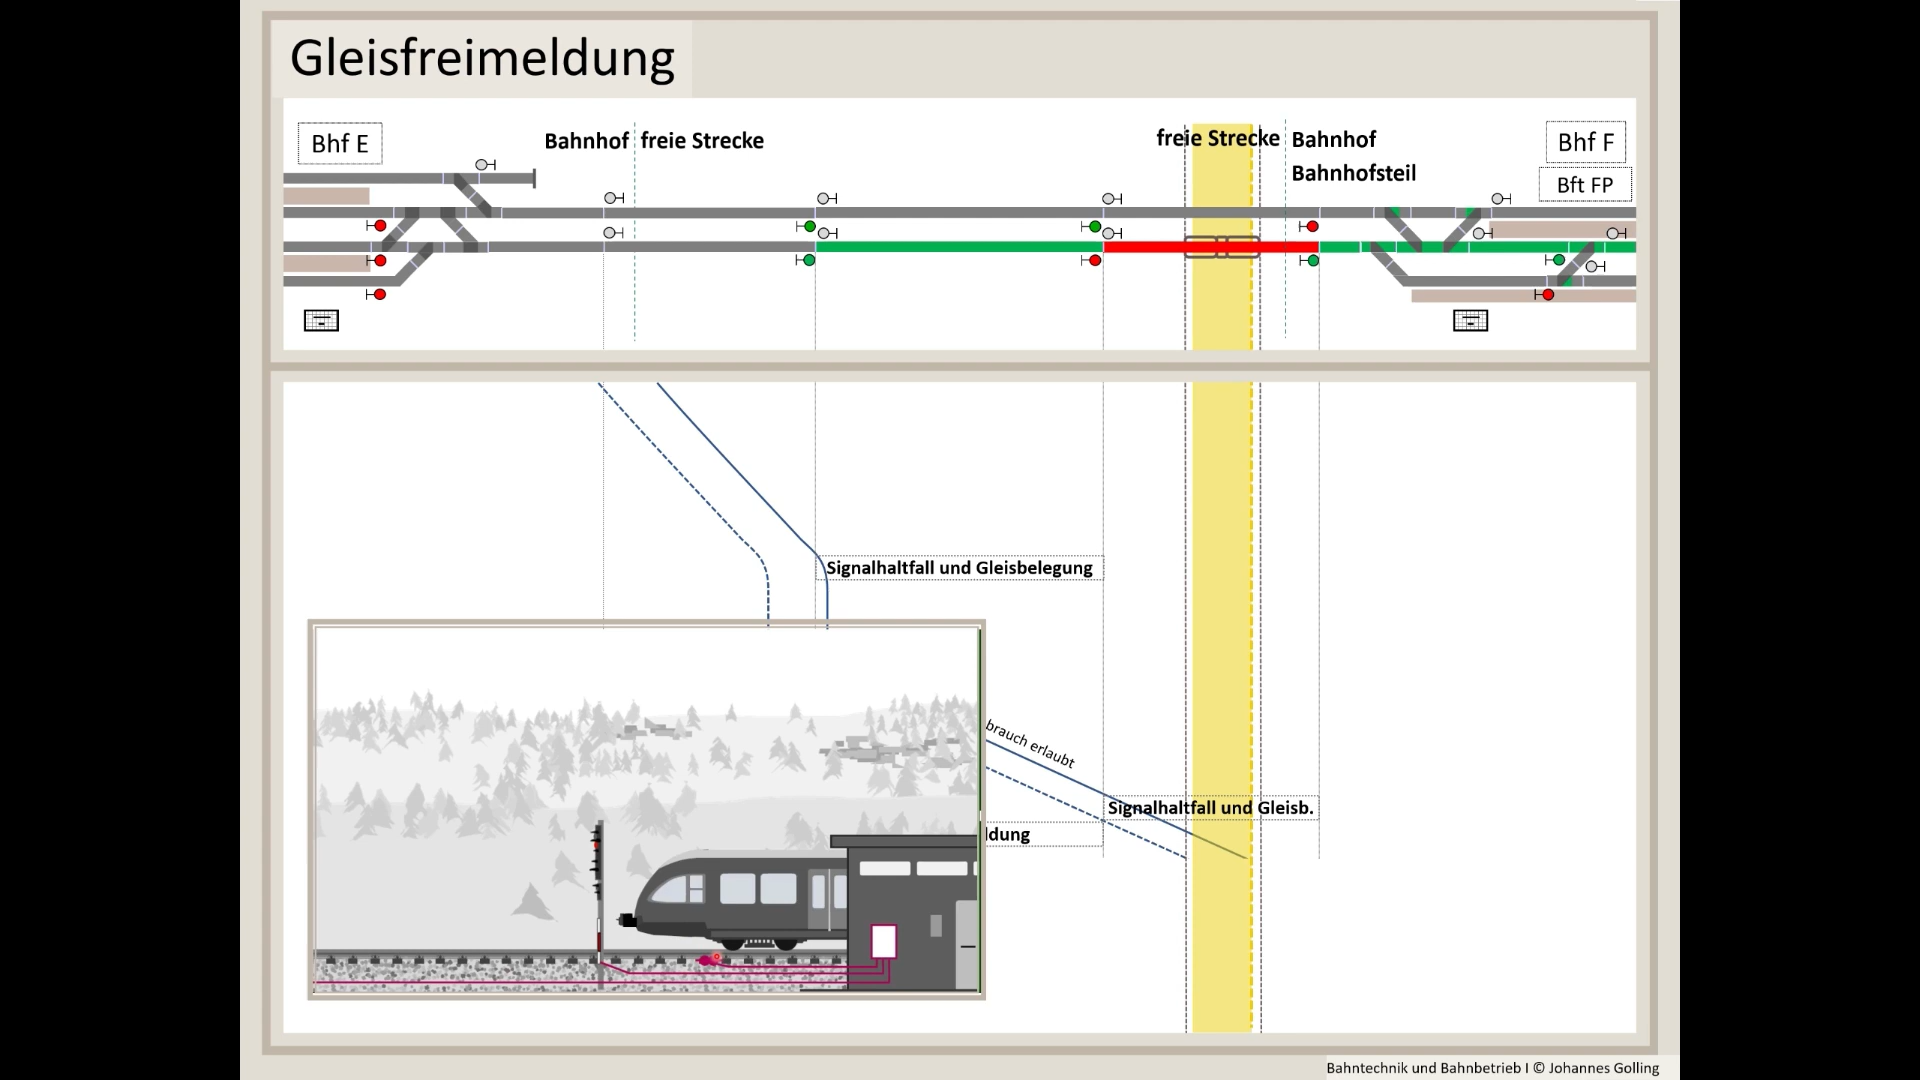 Gleisfreimeldung
Bhf E
Bahnhof
freie Strecke
freie Strecke
Bahnhof
Bahnhofsteil
Bhf F
Bft FP
Signalhaltfall und Gleisbelegung
brauch erlaubt
Signalhaltfall und Gleisb.
ldung
Bahntechnik und Bahnbetrieb I © Johannes Golling